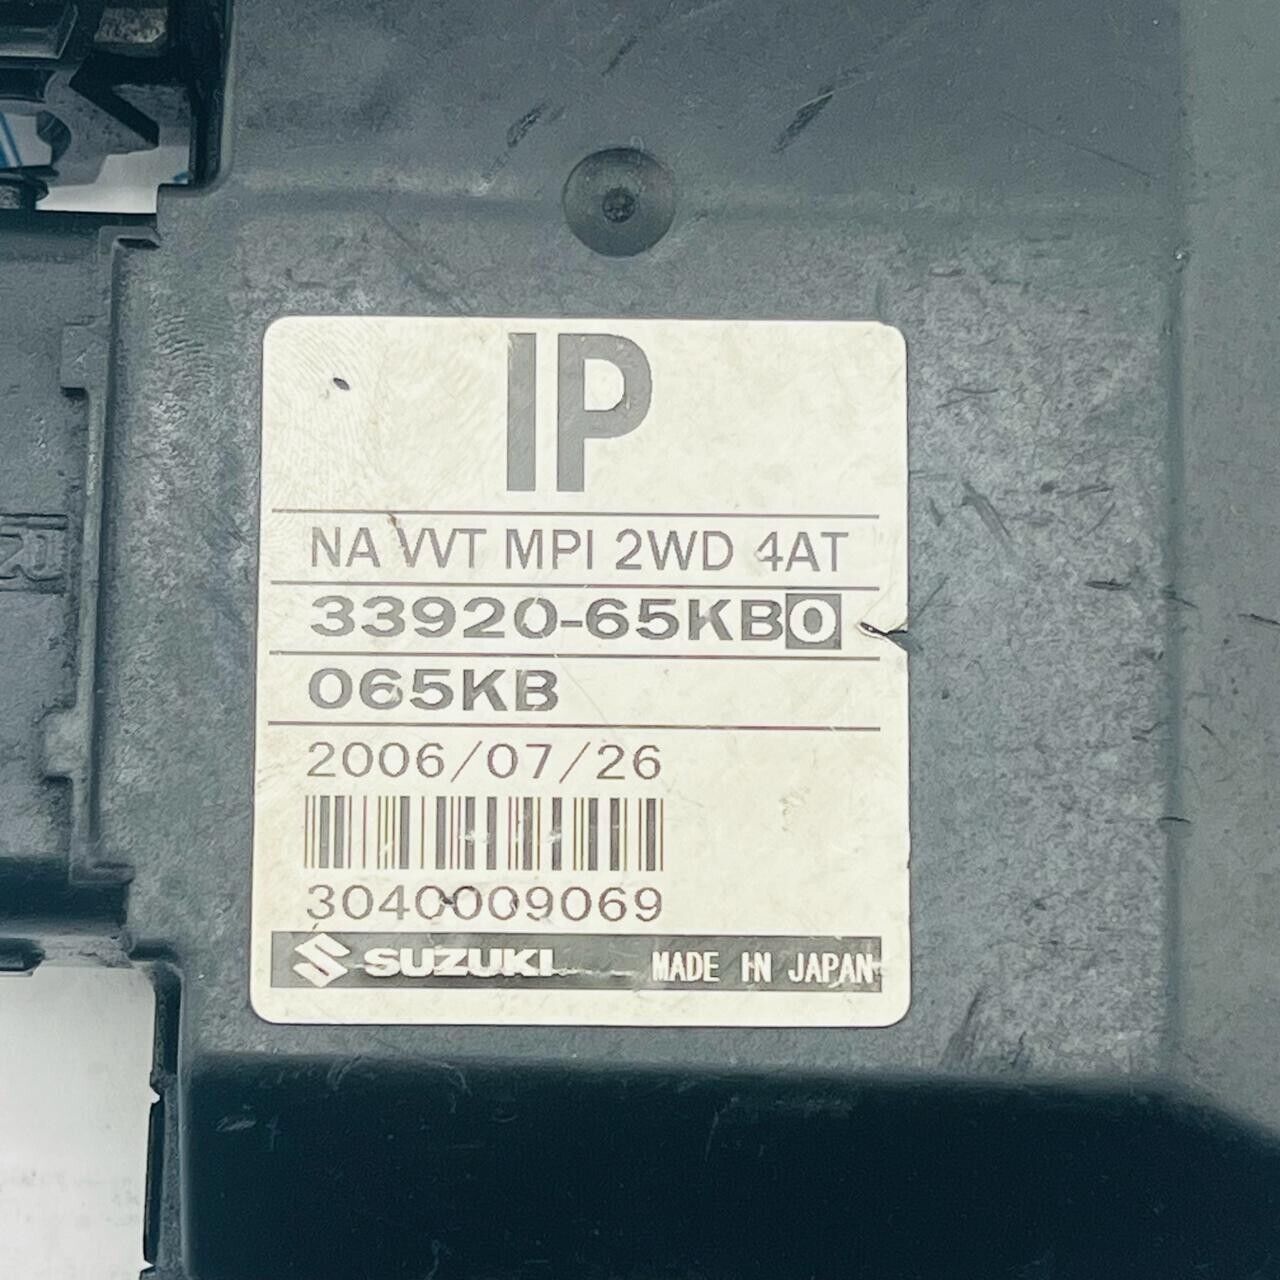 IP
NA VVT MPI 2WD 4AT
33920-65KB0
065KB
2006/07/26
3040009069
SUZUKI MADE IN JAPAN
R